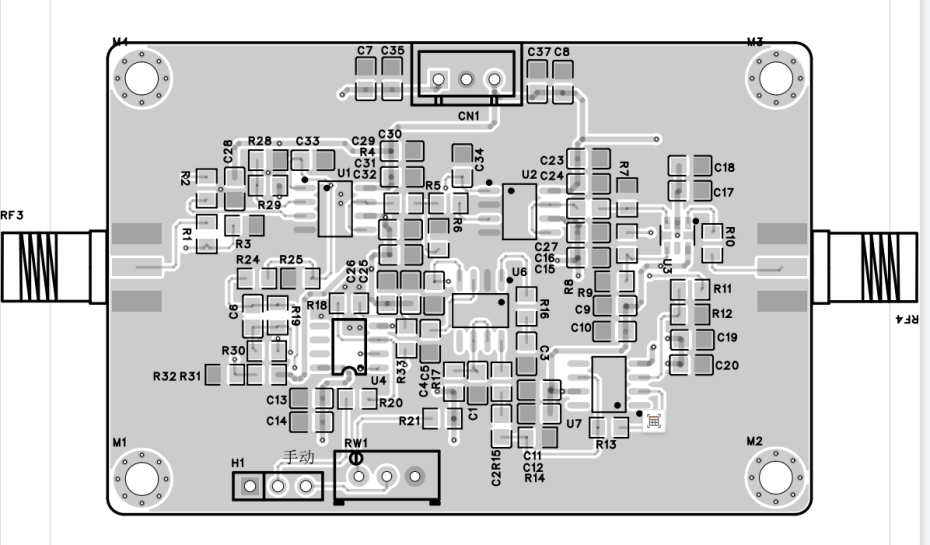 M4
M3
C7 C35
C37 C8
CN1
C30
R28
C33
C29
R4
C31
C32
C28
C34
C23
C24
R7
C18
C17
R2
U1
R5
U2
R29
R6
RF3
R1
R3
R10
C27
C16
C15
U3
R24
R25
C26
C25
U6
R8
R9
R11
R18
C6
R19
R16
C9
R12
RF4
C10
R30
R33
C3
C19
R32 R31
U4
C4
C5
R17
C20
C13
R20
C1
C14
R21
U7
R13
M1
RW1
M2
手动
H1
C2
R15
C11
C12
R14